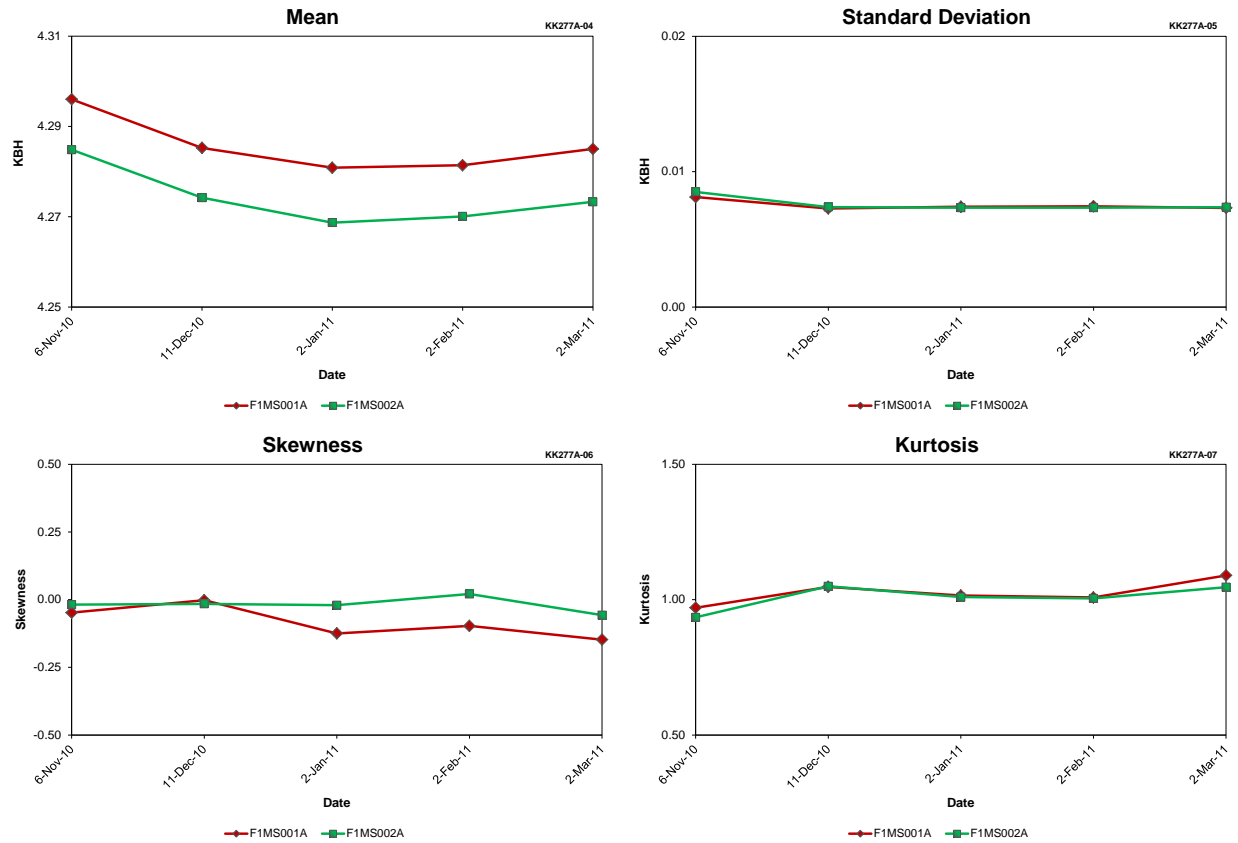 Mean
KK277A-04
4.31
4.29
4.27
4.25
KBH
6-Nov-10
11-Dec-10
2-Jan-11
2-Feb-11
2-Mar-11
Date
F1MS001A F1MS002A
Standard Deviation
KK277A-05
0.02
0.01
0.00
KBH
6-Nov-10
11-Dec-10
2-Jan-11
2-Feb-11
2-Mar-11
Date
F1MS001A F1MS002A
Skewness
KK277A-06
0.50
0.25
0.00
-0.25
-0.50
Skewness
6-Nov-10
11-Dec-10
2-Jan-11
2-Feb-11
2-Mar-11
Date
F1MS001A F1MS002A
Kurtosis
KK277A-07
1.50
1.00
0.50
Kurtosis
6-Nov-10
11-Dec-10
2-Jan-11
2-Feb-11
2-Mar-11
Date
F1MS001A F1MS002A